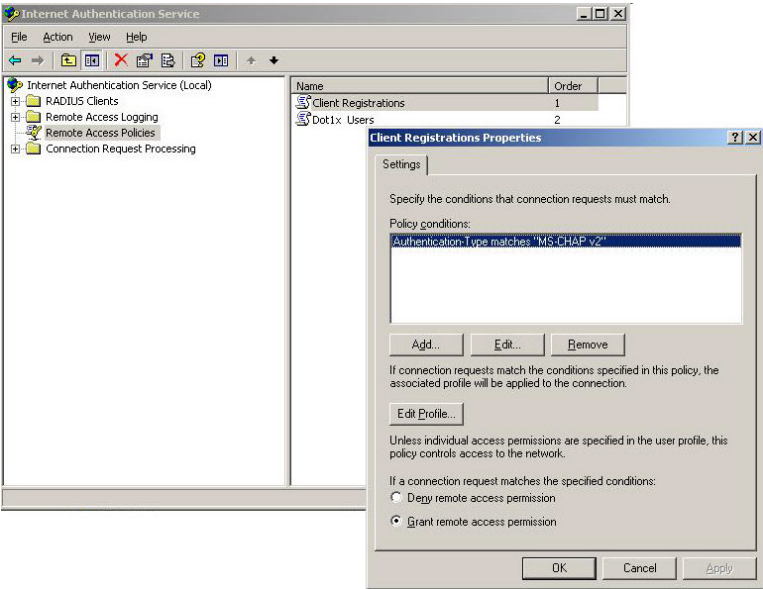 Internet Authentication Service
File Action View Help
Internet Authentication Service (Local)
RADIUS Clients
Remote Access Logging
Remote Access Policies
Connection Request Processing
Name Order
Client Registrations 1
Dot1x Users 2
Client Registrations Properties
Settings
Specify the conditions that connection requests must match.
Policy conditions:
Authentication-Type matches "MS-CHAP v2"
Add... Edit... Remove
If connection requests match the conditions specified in this policy, the
associated profile will be applied to the connection.
Edit Profile...
Unless individual access permissions are specified in the user profile, this
policy controls access to the network.
If a connection request matches the specified conditions:
Deny remote access permission
Grant remote access permission
OK Cancel Apply